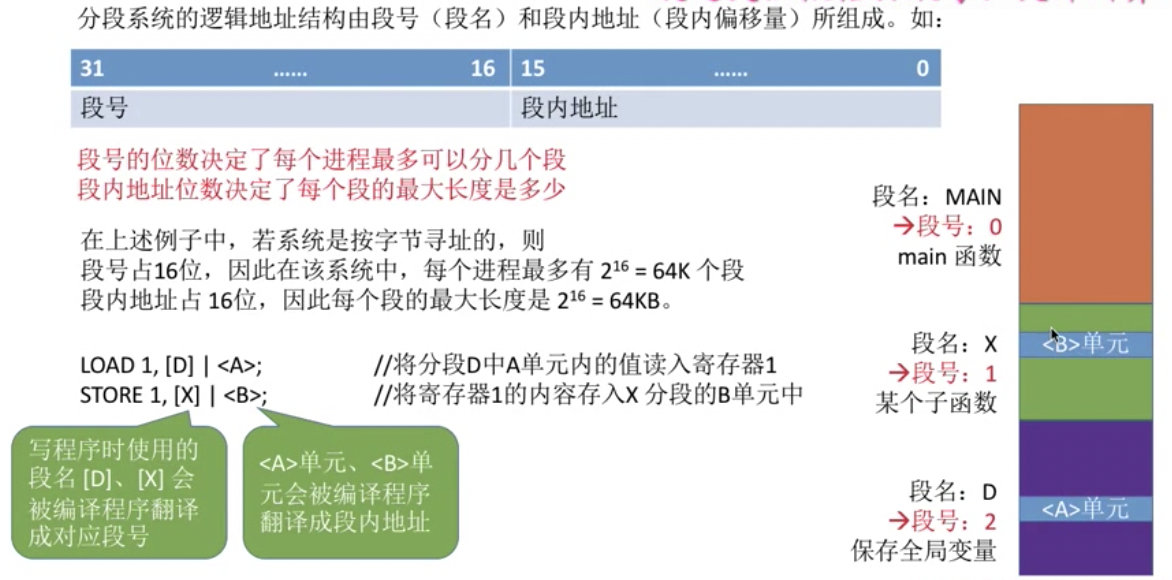 分段系统的逻辑地址结构由段号（段名）和段内地址（段内偏移量）所组成。如：
31 …… 16 15 …… 0
段号 段内地址
段号的位数决定了每个进程最多可以分几个段
段内地址位数决定了每个段的最大长度是多少
在上述例子中，若系统是按字节寻址的，则
段号占16位，因此在该系统中，每个进程最多有 2¹⁶ = 64K 个段
段内地址占 16位，因此每个段的最大长度是 2¹⁶ = 64KB。
LOAD 1, [D] | <A>; //将分段D中A单元内的值读入寄存器1
STORE 1, [X] | <B>; //将寄存器1的内容存入X 分段的B单元中
写程序时使用的
段名 [D]、[X] 会
被编译程序翻译
成对应段号
<A>单元、<B>单
元会被编译程序
翻译成段内地址
段名：MAIN
→段号：0
main 函数
段名：X
→段号：1
某个子函数
<B>单元
段名：D
→段号：2
保存全局变量
<A>单元